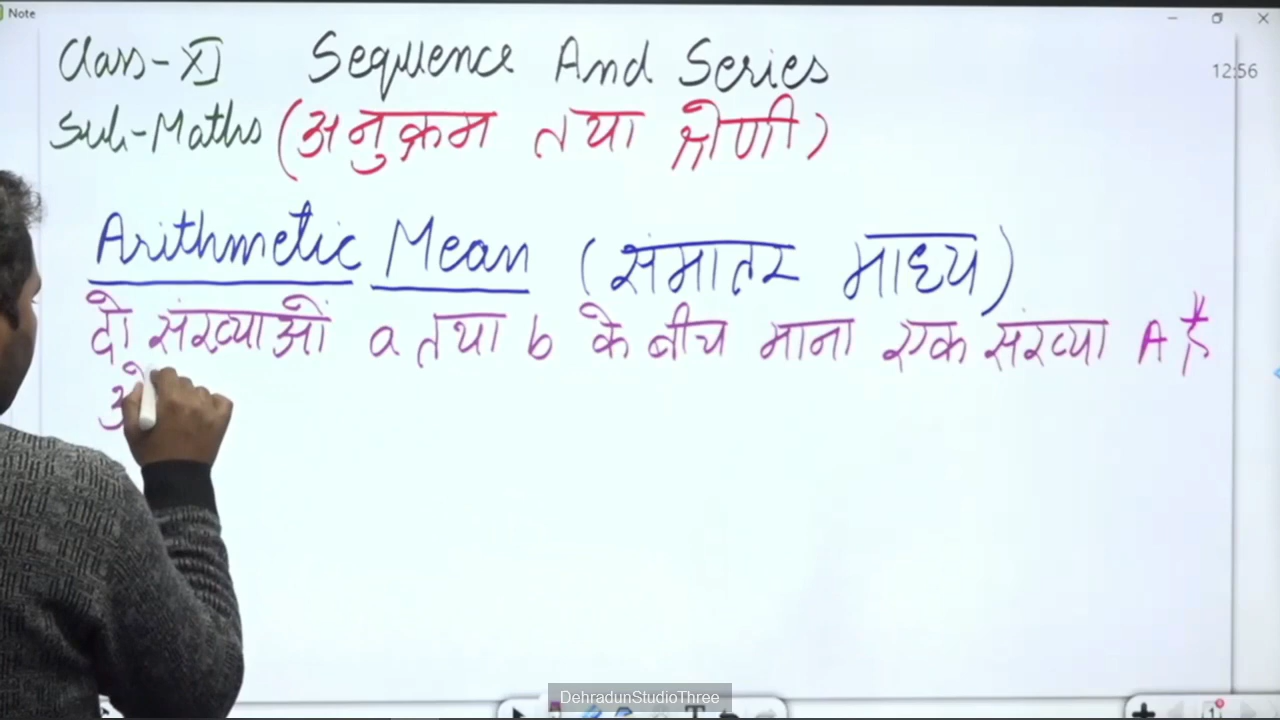 Note
Class-XI Sequence And Series
12:56
Sub-Maths (अनुक्रम तथा श्रेणी)
Arithmetic Mean (समांतर माध्य)
दो संख्याओं a तथा b के बीच माना एक संख्या A है
DehradunStudioThree